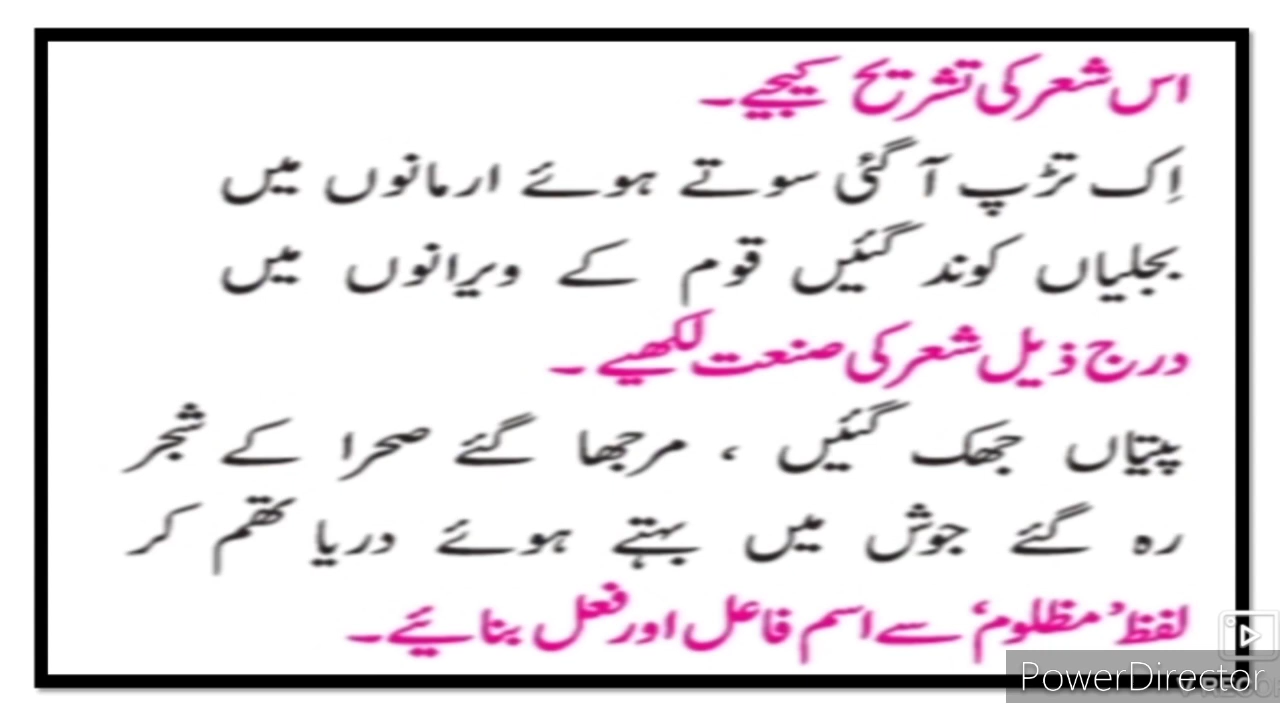 اس شعر کی تشریح کیجیے۔
اِک تڑپ آ گئی سوتے ہوئے ارمانوں میں
بجلیاں کوند گئیں قوم کے ویرانوں میں
درج ذیل شعر کی صنعت لکھیے۔
پتیاں جھک گئیں ، مرجھا گئے صحرا کے شجر
رہ گئے جوش میں بہتے ہوئے دریا تھم کر
لفظ ’مظلوم‘ سے اسم فاعل اور فعل بنائیے۔
PowerDirector